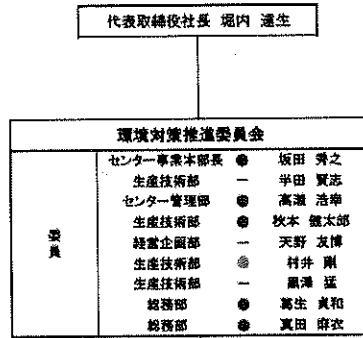 代表取締役社長 堀内 達生
環境対策推進委員会
委員
センター事業本部長 ● 坂田 秀之
生産技術部 ー 半田 賢志
センター管理部 ● 高瀬 浩幸
生産技術部 ● 秋本 健太郎
経営企画部 ー 天野 友博
生産技術部 ● 村井 剛
生産技術部 ー 黒澤 猛
総務部 ● 葛生 貞和
総務部 ● 真田 麻衣